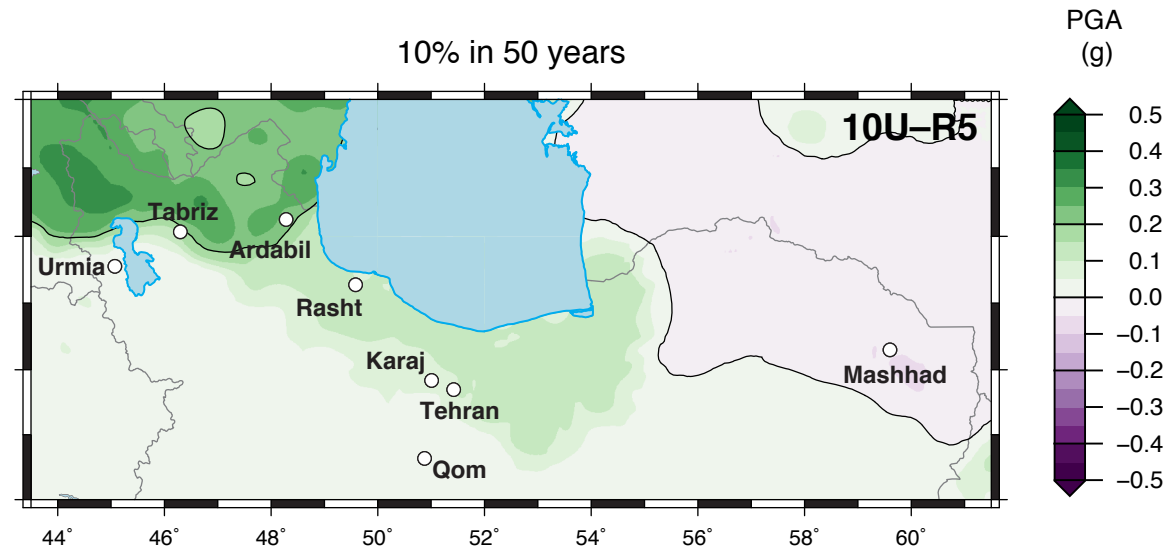 10% in 50 years
PGA
(g)
10U–R5
Tabriz
Ardabil
Urmia
Rasht
Karaj
Tehran
Mashhad
Qom
0.5
0.4
0.3
0.2
0.1
0.0
−0.1
−0.2
−0.3
−0.4
−0.5
44˚ 46˚ 48˚ 50˚ 52˚ 54˚ 56˚ 58˚ 60˚